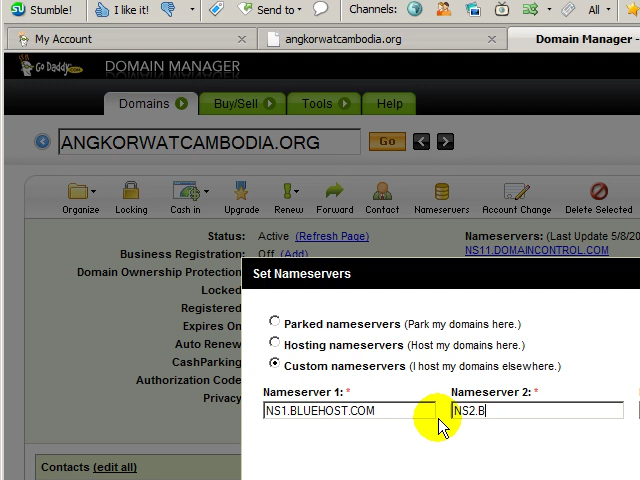 Stumble! I like it! Send to Channels: All
My Account angkorwatcambodia.org Domain Manager -
Go Daddy.com DOMAIN MANAGER
Domains Buy/Sell Tools Help
ANGKORWATCAMBODIA.ORG Go
Organize Locking Cash in Upgrade Renew Forward Contact Nameservers Account Change Delete Selected
Status: Active (Refresh Page) Nameservers: (Last Update 5/8/20
Business Registration: Off (Add) NS11.DOMAINCONTROL.COM
Domain Ownership Protection
Set Nameservers
Locked
Registered
Parked nameservers (Park my domains here.)
Expires On
Auto Renew
Hosting nameservers (Host my domains here.)
CashParking
Custom nameservers (I host my domains elsewhere.)
Authorization Code
Privacy
Nameserver 1: * Nameserver 2: *
NS1.BLUEHOST.COM NS2.B
Contacts (edit all)